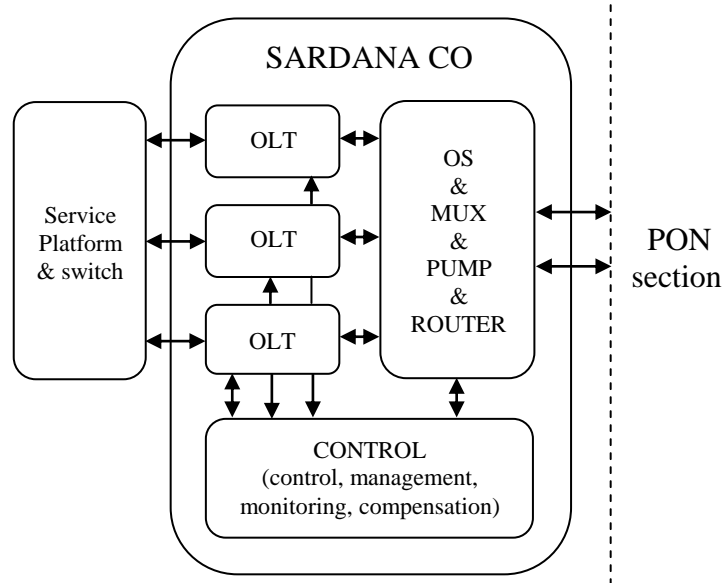 SARDANA CO
Service
Platform
& switch
OLT
OLT
OLT
OS
&
MUX
&
PUMP
&
ROUTER
PON
section
CONTROL
(control, management,
monitoring, compensation)